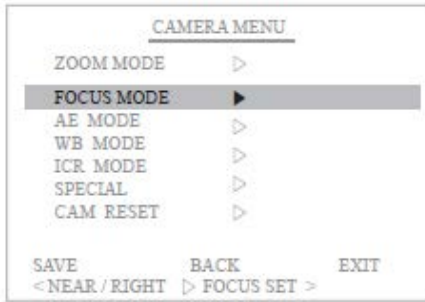 CAMERA MENU
ZOOM MODE ▷
FOCUS MODE ▶
AE MODE ▷
WB MODE
ICR MODE ▷
SPECIAL ▷
CAM RESET ▷
SAVE BACK EXIT
<NEAR / RIGHT ▷ FOCUS SET >